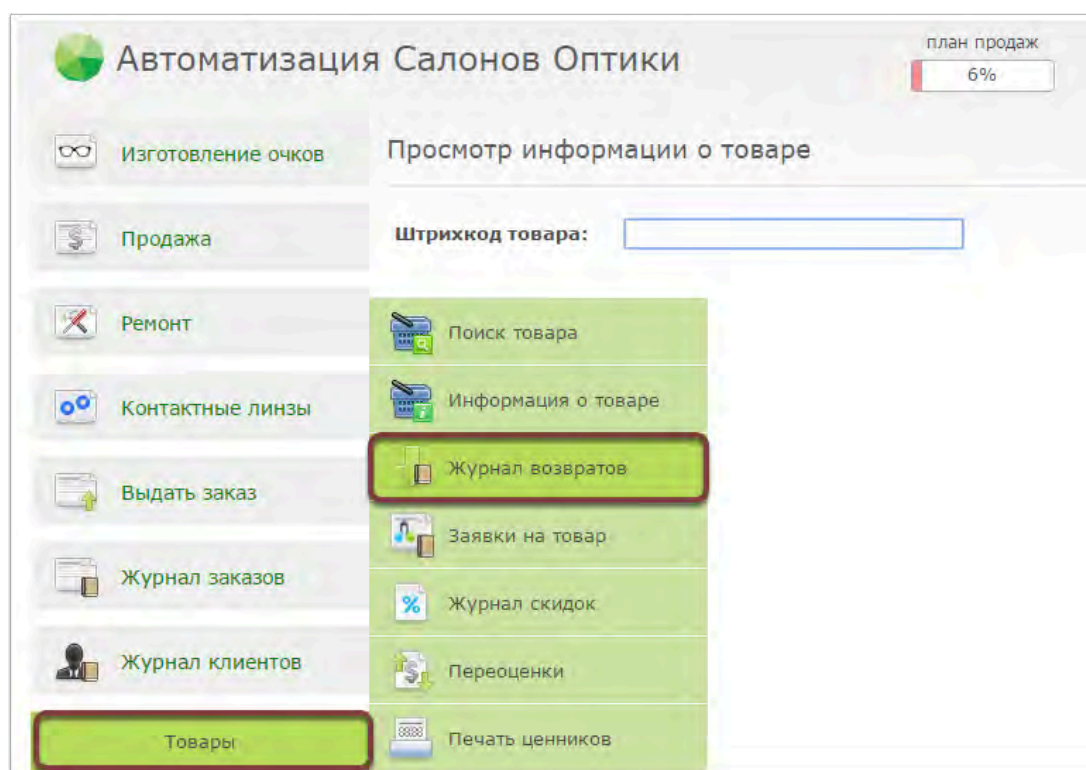 Автоматизация Салонов Оптики
план продаж
6%
Изготовление очков
Продажа
Ремонт
Контактные линзы
Выдать заказ
Журнал заказов
Журнал клиентов
Товары
Просмотр информации о товаре
Штрихкод товара:
Поиск товара
Информация о товаре
Журнал возвратов
Заявки на товар
Журнал скидок
Переоценки
Печать ценников